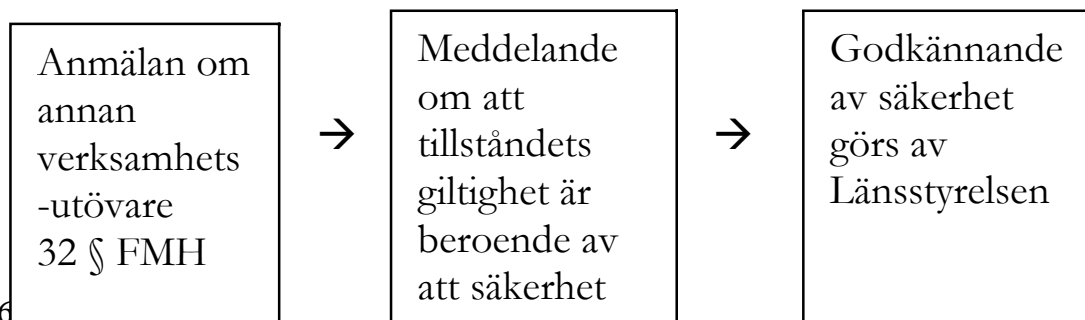 Anmälan om
annan
verksamhets
-utövare
32 § FMH
→
Meddelande
om att
tillståndets
giltighet är
beroende av
att säkerhet
→
Godkännande
av säkerhet
görs av
Länsstyrelsen